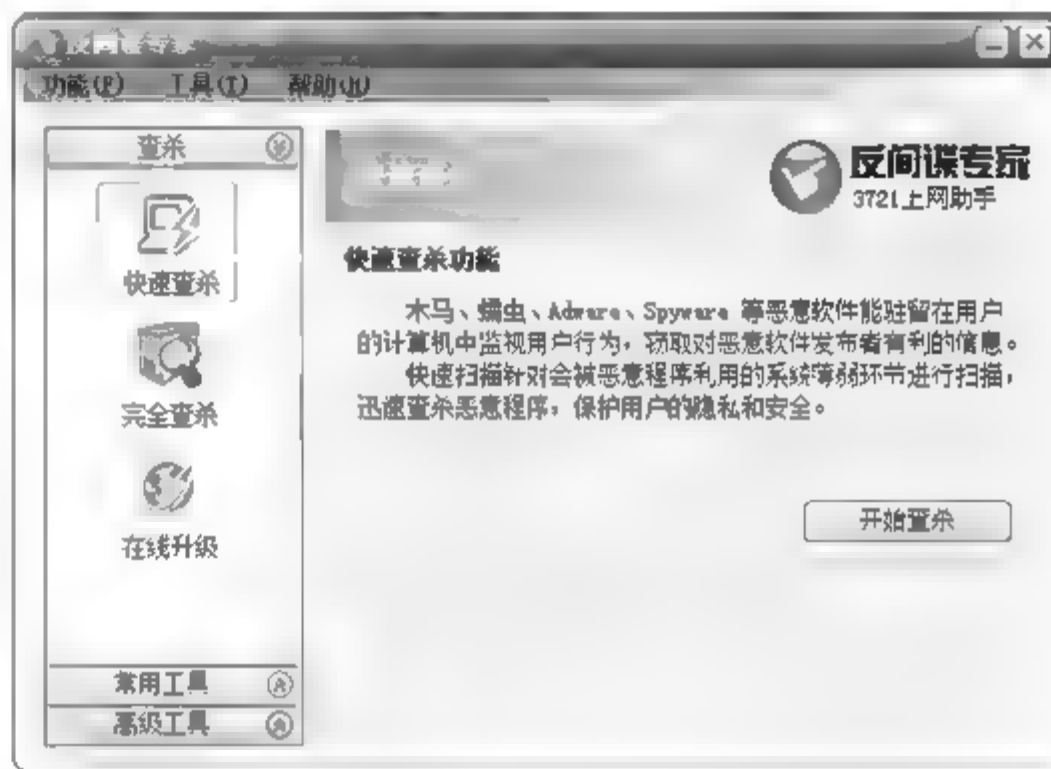 功能(F) 工具(T) 帮助(H)
查杀
快速查杀
完全查杀
在线升级
常用工具
高级工具
反间谍专家
3721上网助手
快速查杀功能
木马、蠕虫、Adware、Spyware 等恶意软件能驻留在用户
的计算机中监视用户行为，窃取对恶意软件发布者有利的信息。
快速扫描针对会被恶意程序利用的系统薄弱环节进行扫描，
迅速查杀恶意程序，保护用户的隐私和安全。
开始查杀